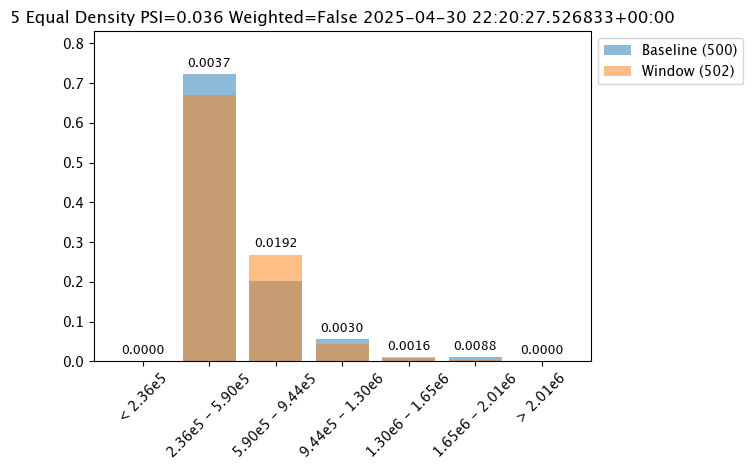 5 Equal Density PSI=0.036 Weighted=False 2025-04-30 22:20:27.526833+00:00
Baseline (500)
Window (502)
0.8
0.7
0.6
0.5
0.4
0.3
0.2
0.1
0.0
0.0000
0.0037
0.0192
0.0030
0.0016
0.0088
0.0000
< 2.36e5
2.36e5 - 5.90e5
5.90e5 - 9.44e5
9.44e5 - 1.30e6
1.30e6 - 1.65e6
1.65e6 - 2.01e6
> 2.01e6